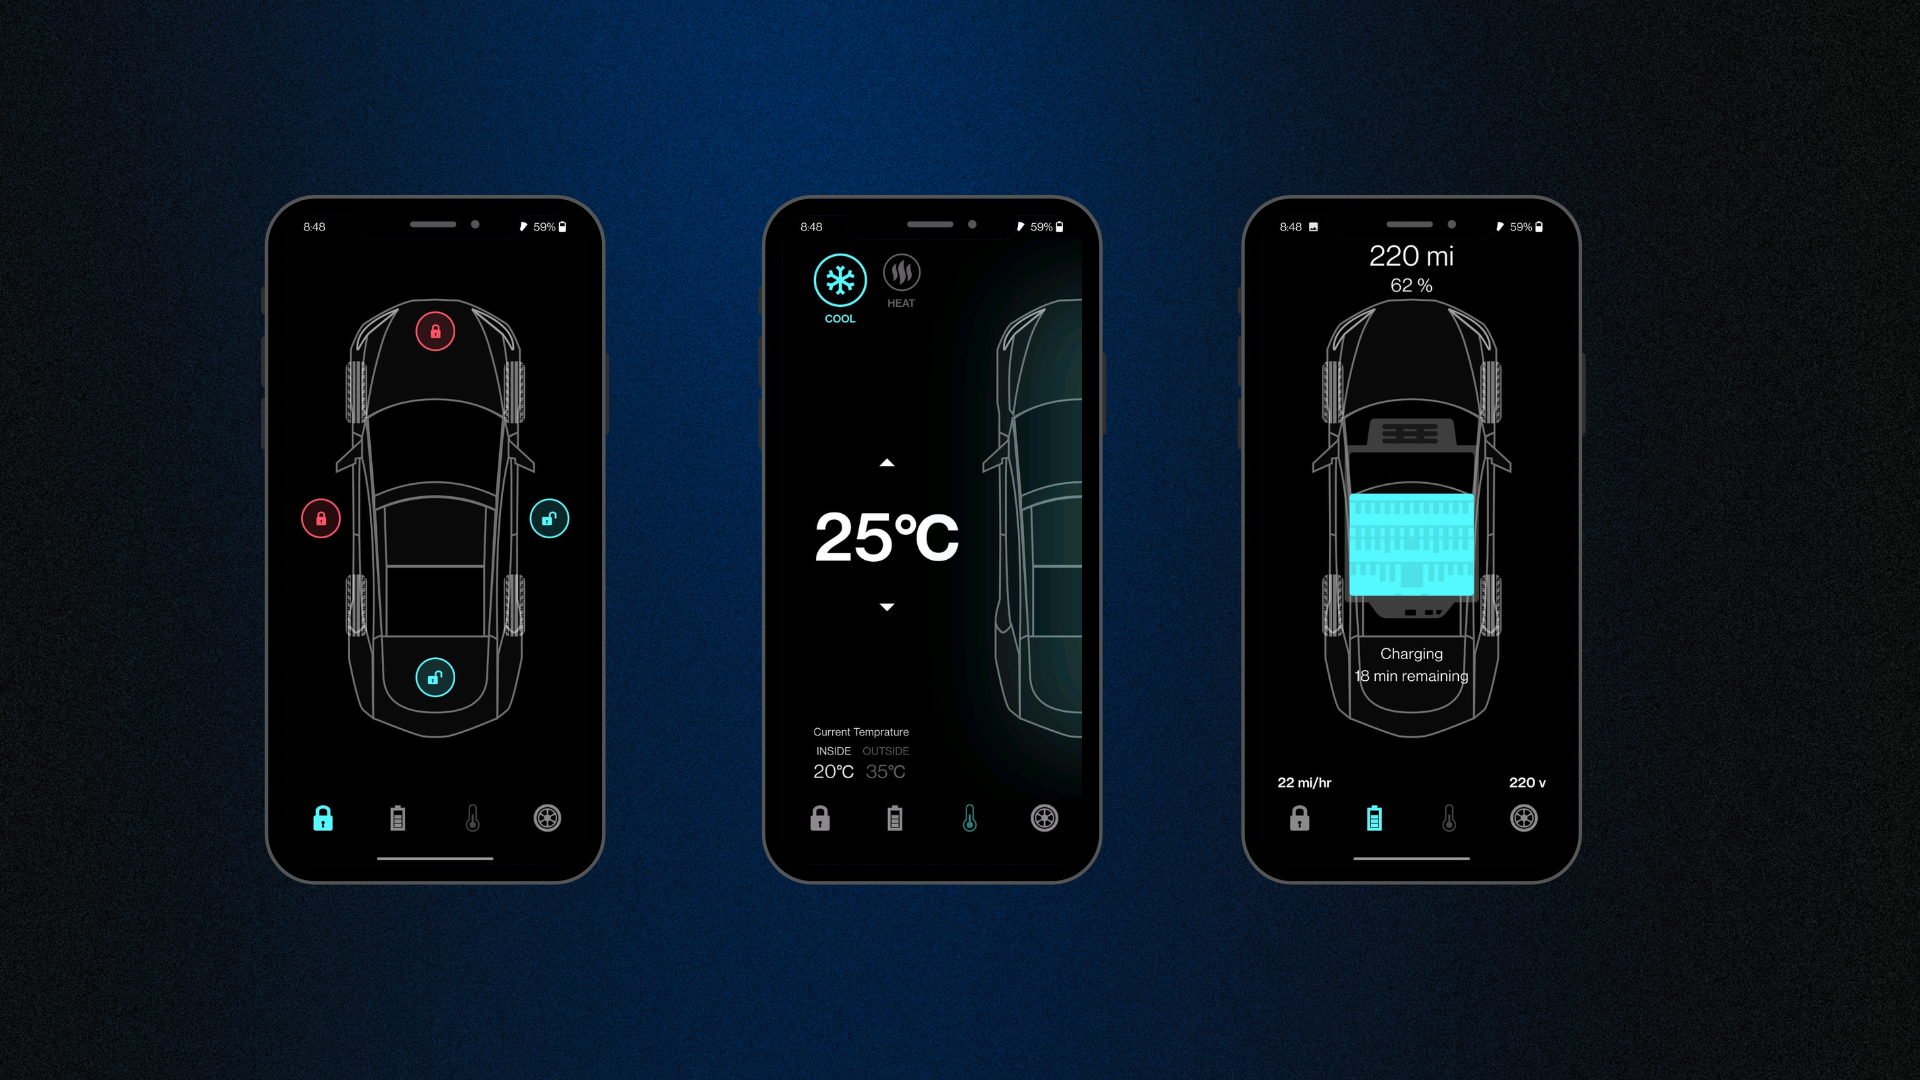 8:48
59%
8:48
59%
COOL
HEAT
25°C
Current Temprature
INSIDE OUTSIDE
20°C 35°C
8:48
59%
220 mi
62 %
Charging
18 min remaining
22 mi/hr
220 v